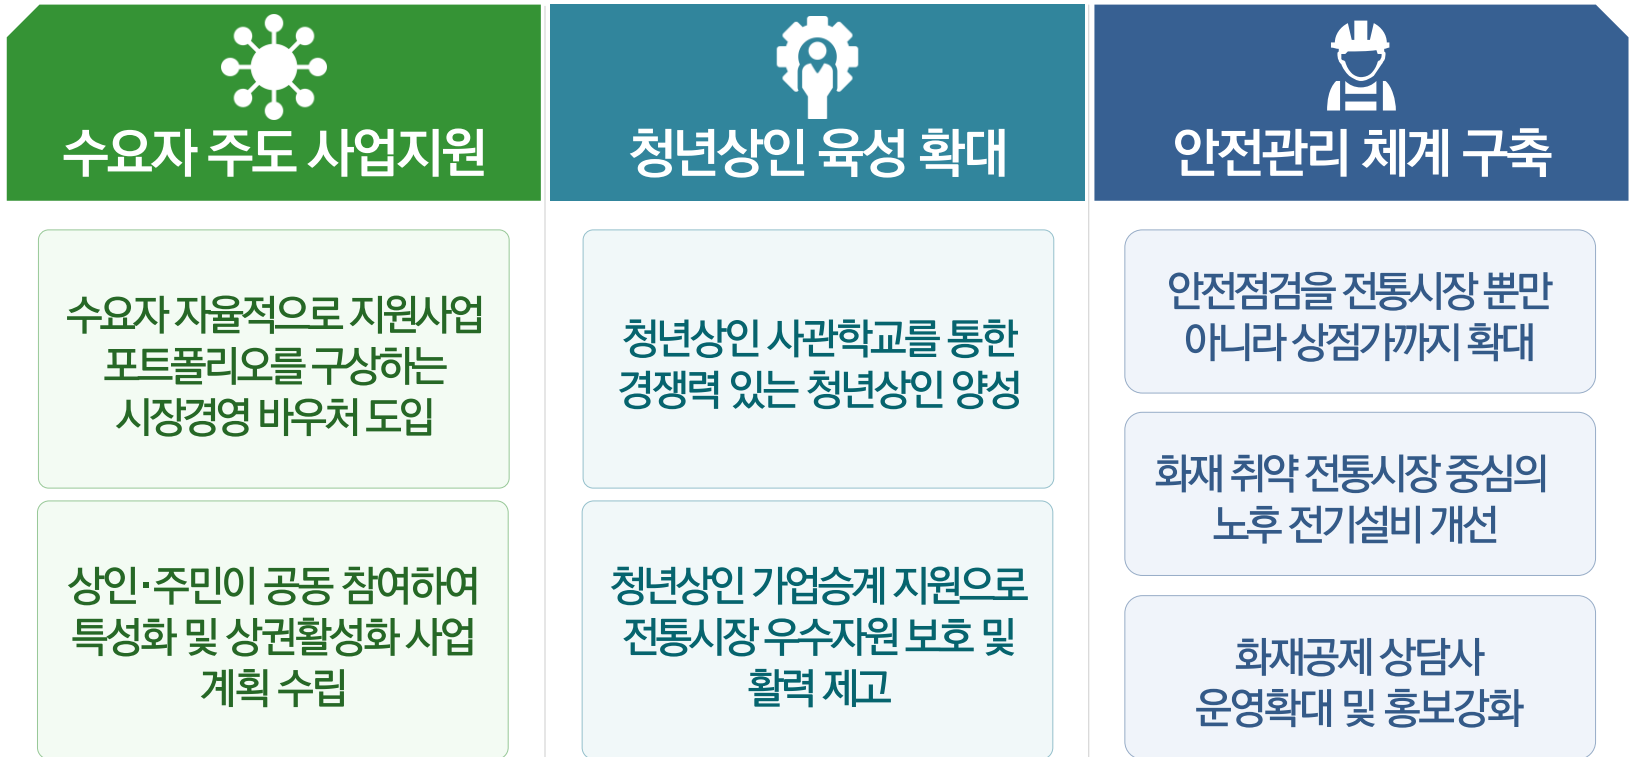 수요자 주도 사업지원
수요자 자율적으로 지원사업
포트폴리오를 구상하는
시장경영 바우처 도입
상인·주민이 공동 참여하여
특성화 및 상권활성화 사업
계획 수립
청년상인 육성 확대
청년상인 사관학교를 통한
경쟁력 있는 청년상인 양성
청년상인 가업승계 지원으로
전통시장 우수자원 보호 및
활력 제고
안전관리 체계 구축
안전점검을 전통시장 뿐만
아니라 상점가까지 확대
화재 취약 전통시장 중심의
노후 전기설비 개선
화재공제 상담사
운영확대 및 홍보강화